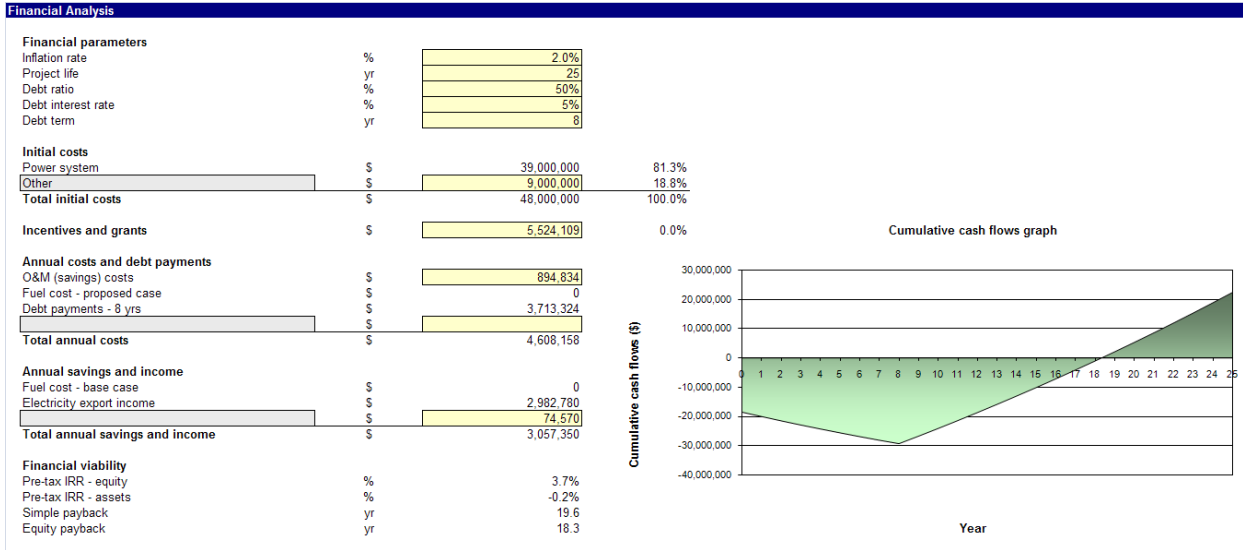 Financial Analysis
Financial parameters
Inflation rate % 2.0%
Project life yr 25
Debt ratio % 50%
Debt interest rate % 5%
Debt term yr 8
Initial costs
Power system $ 39,000,000 81.3%
Other $ 9,000,000 18.8%
Total initial costs $ 48,000,000 100.0%
Incentives and grants $ 5,524,109 0.0%
Annual costs and debt payments
O&M (savings) costs $ 894,834
Fuel cost - proposed case $ 0
Debt payments - 8 yrs $ 3,713,324
$
Total annual costs $ 4,608,158
Annual savings and income
Fuel cost - base case $ 0
Electricity export income $ 2,982,780
$ 74,570
Total annual savings and income $ 3,057,350
Financial viability
Pre-tax IRR - equity % 3.7%
Pre-tax IRR - assets % -0.2%
Simple payback yr 19.6
Equity payback yr 18.3
Cumulative cash flows graph
Cumulative cash flows ($)
30,000,000
20,000,000
10,000,000
0
-10,000,000
-20,000,000
-30,000,000
-40,000,000
0 1 2 3 4 5 6 7 8 9 10 11 12 13 14 15 16 17 18 19 20 21 22 23 24 25
Year